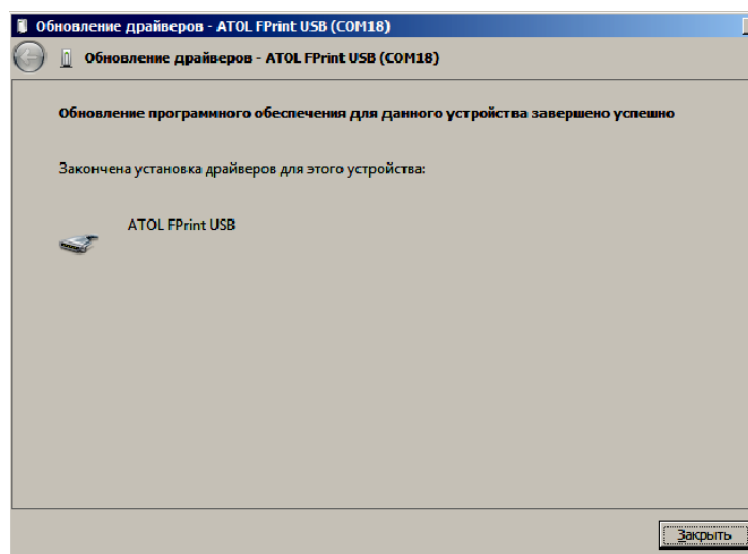 Обновление драйверов - ATOL FPrint USB (COM18)
Обновление драйверов - ATOL FPrint USB (COM18)
Обновление программного обеспечения для данного устройства завершено успешно
Закончена установка драйверов для этого устройства:
ATOL FPrint USB
Закрыть